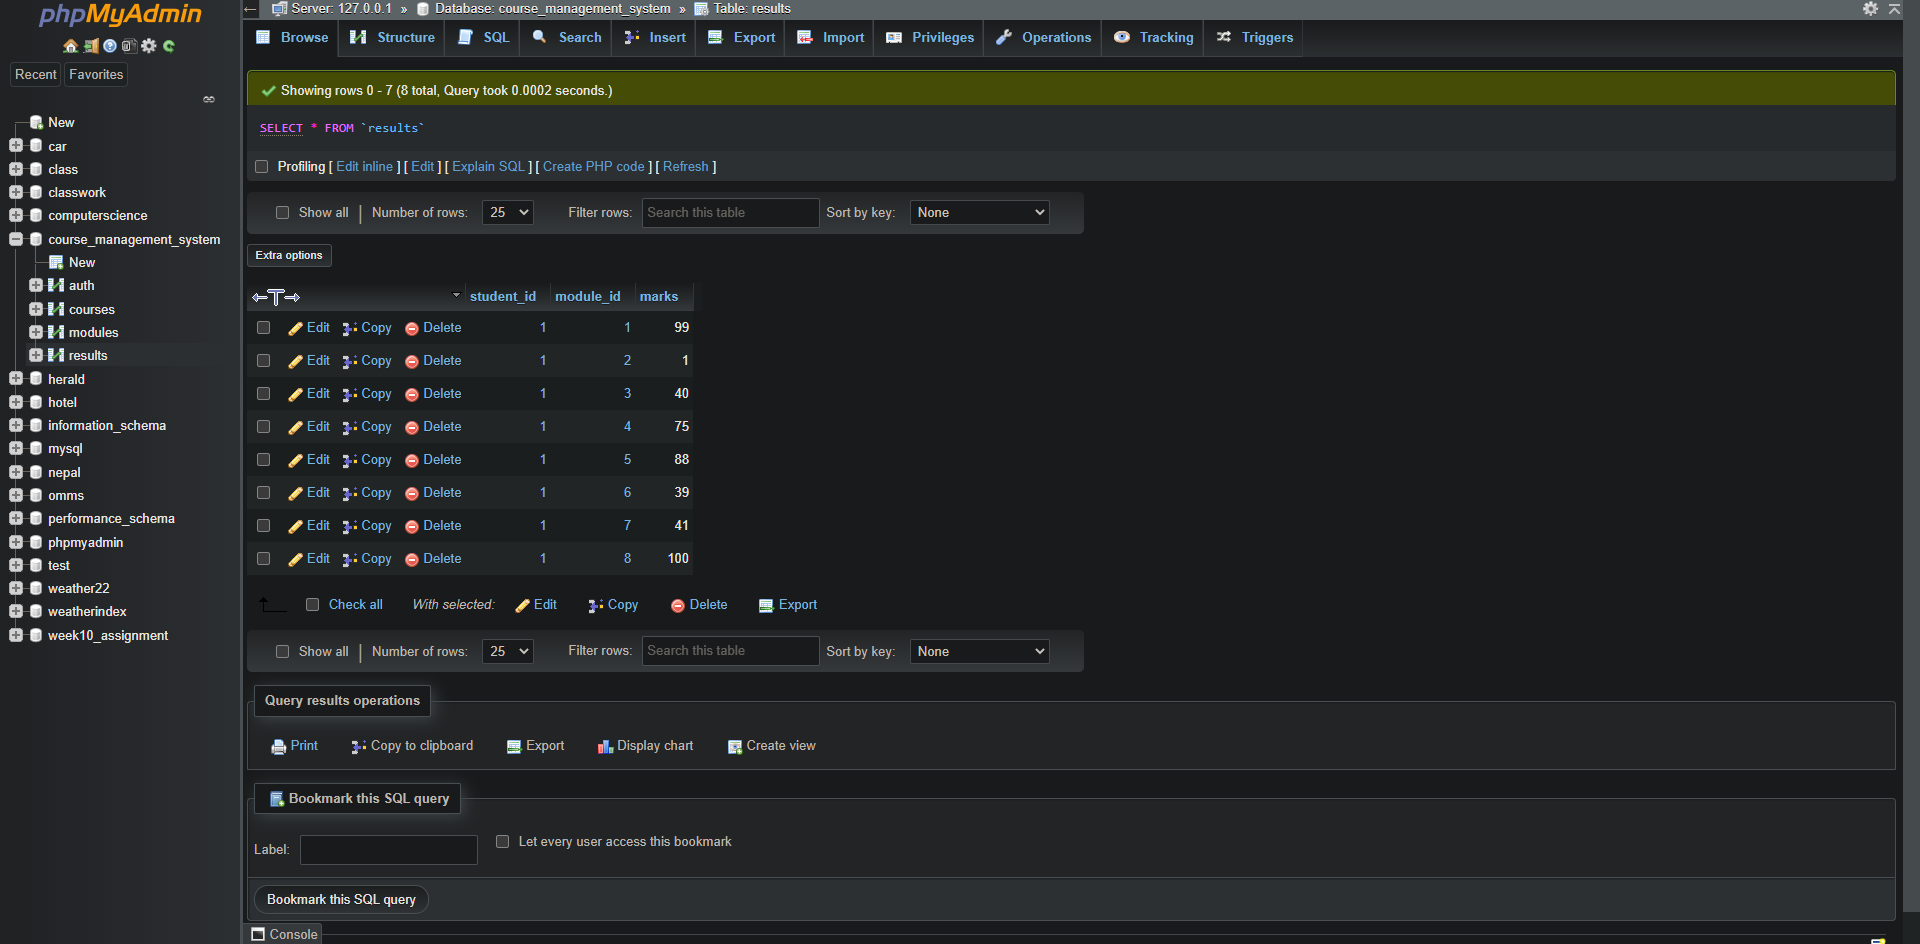 phpMyAdmin
Recent Favorites
New
car
class
classwork
computerscience
course_management_system
New
auth
courses
modules
results
herald
hotel
information_schema
mysql
nepal
omms
performance_schema
phpmyadmin
test
weather22
weatherindex
week10_assignment
Server: 127.0.0.1 » Database: course_management_system » Table: results
Browse Structure SQL Search Insert Export Import Privileges Operations Tracking Triggers
Showing rows 0 - 7 (8 total, Query took 0.0002 seconds.)
SELECT * FROM `results`
Profiling [ Edit inline ] [ Edit ] [ Explain SQL ] [ Create PHP code ] [ Refresh ]
Show all | Number of rows: 25 Filter rows: Search this table Sort by key: None
Extra options
student_id module_id marks
Edit Copy Delete 1 1 99
Edit Copy Delete 1 2 1
Edit Copy Delete 1 3 40
Edit Copy Delete 1 4 75
Edit Copy Delete 1 5 88
Edit Copy Delete 1 6 39
Edit Copy Delete 1 7 41
Edit Copy Delete 1 8 100
Check all With selected: Edit Copy Delete Export
Show all | Number of rows: 25 Filter rows: Search this table Sort by key: None
Query results operations
Print Copy to clipboard Export Display chart Create view
Bookmark this SQL query
Label: Let every user access this bookmark
Bookmark this SQL query
Console